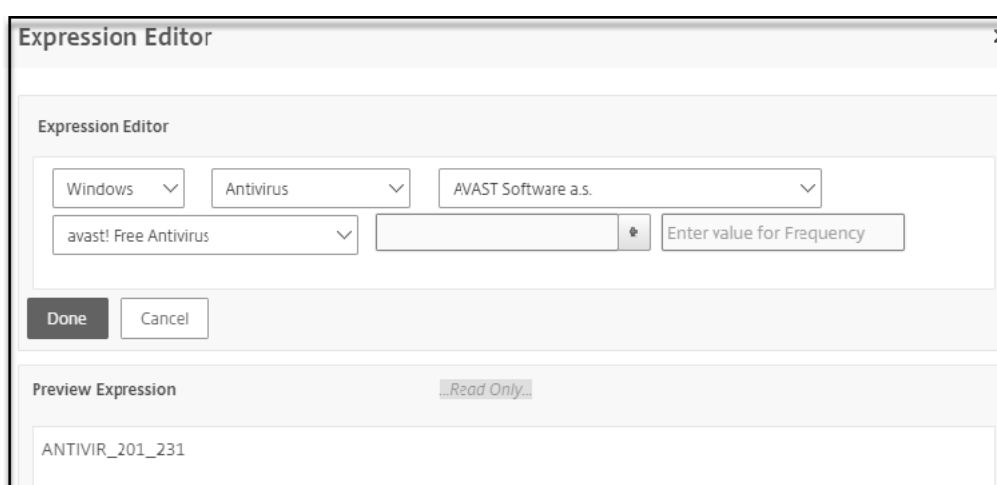 Expression Editor
Expression Editor
Windows Antivirus AVAST Software a.s.
avast! Free Antivirus Enter value for Frequency
Done Cancel
Preview Expression ...Read Only...
ANTIVIR_201_231